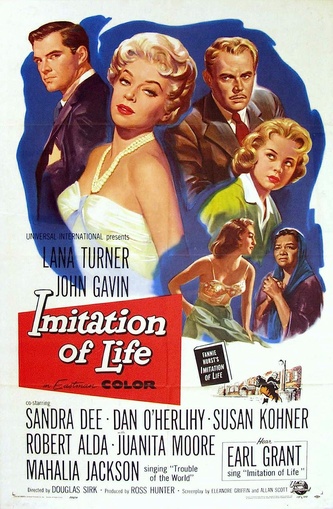 UNIVERSAL INTERNATIONAL presents
LANA TURNER
JOHN GAVIN
Imitation
of Life
in Eastman COLOR
FANNIE
HURST'S
IMITATION
OF LIFE
co-starring
SANDRA DEE · DAN O'HERLIHY · SUSAN KOHNER
ROBERT ALDA · JUANITA MOORE
MAHALIA JACKSON singing "Trouble of the World"
Hear
EARL GRANT
sing "Imitation of Life"
Directed by DOUGLAS SIRK · Produced by ROSS HUNTER · Screenplay by ELEANORE GRIFFIN and ALLAN SCOTT